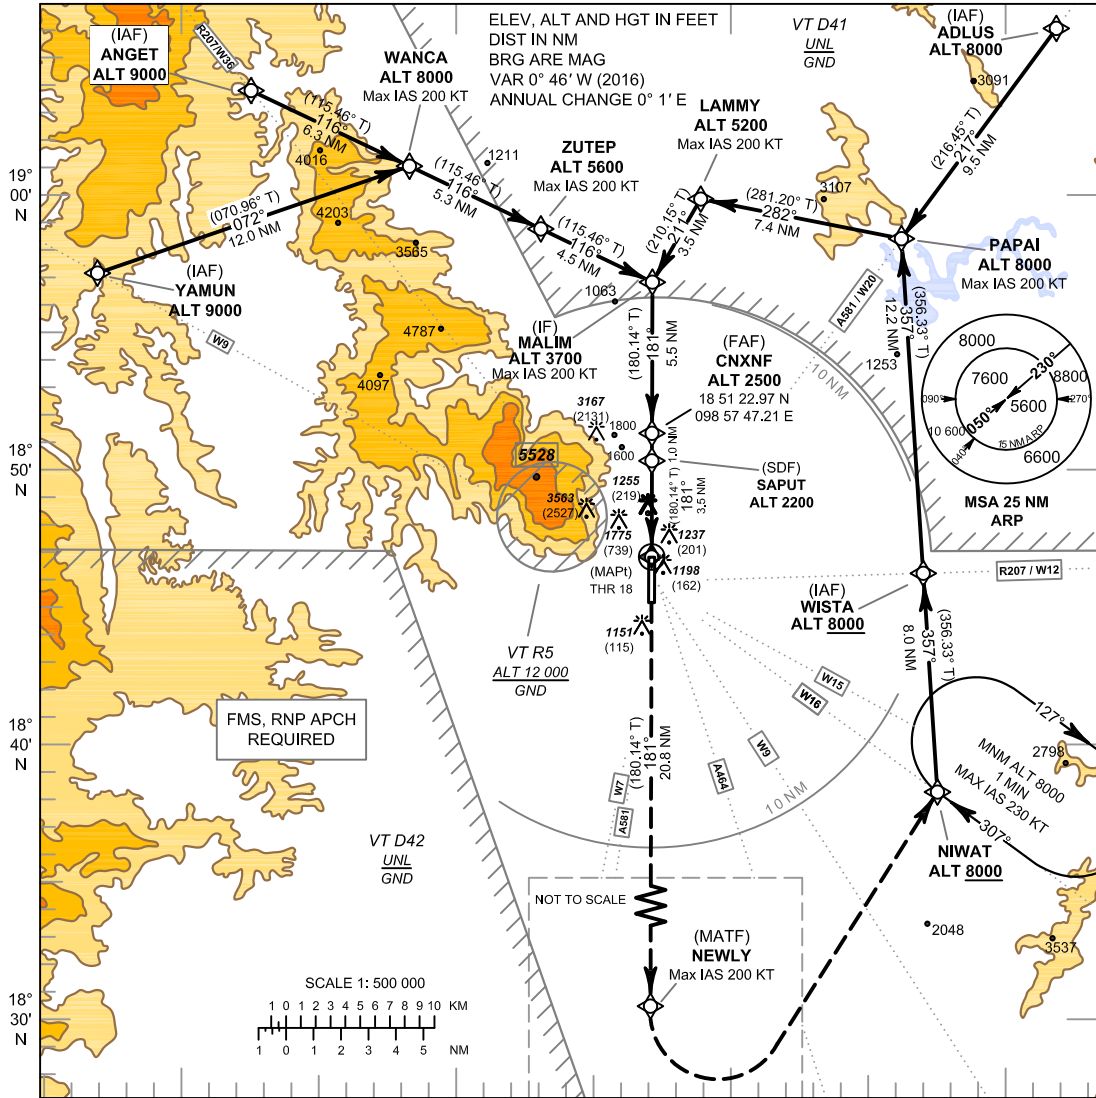 ELEV, ALT AND HGT IN FEET
DIST IN NM
BRG ARE MAG
VAR 0° 46' W (2016)
ANNUAL CHANGE 0° 1' E
VT D41
UNL
GND
(IAF)
ADLUS
ALT 8000
3091
(IAF)
ANGET
ALT 9000
R207/W36
WANCA
ALT 8000
Max IAS 200 KT
(115.46° T)
116°
6.3 NM
4016
1211
ZUTEP
ALT 5600
Max IAS 200 KT
LAMMY
ALT 5200
Max IAS 200 KT
(216.45° T)
217°
9.5 NM
19°
00'
N
(070.96° T)
072°
12.0 NM
4203
3565
(115.46° T)
116°
5.3 NM
(115.46° T)
116°
4.5 NM
(210.15° T)
211°
3.5 NM
3107
(281.20° T)
282°
7.4 NM
PAPAI
ALT 8000
Max IAS 200 KT
(IAF)
YAMUN
ALT 9000
W9
1063
4787
4097
(IF)
MALIM
ALT 3700
Max IAS 200 KT
(180.14° T)
181°
5.5 NM
A581 / W20
10 NM
(356.33° T)
357°
12.2 NM
1253
(FAF)
CNXNF
ALT 2500
18 51 22.97 N
098 57 47.21 E
8000
7600
230°
8800
090°
270°
5600
050°
10 600
15 NM ARP
040°
6600
MSA 25 NM
ARP
18°
50'
N
3167
(2131)
1800
1600
1.0 NM
5528
(SDF)
SAPUT
ALT 2200
1255
(219)
3563
(2527)
1775
(739)
(180.14° T)
181°
3.5 NM
1237
(201)
(MAPt)
THR 18
1198
(162)
1151
(115)
R207 / W12
(IAF)
WISTA
ALT 8000
VT R5
ALT 12 000
GND
(356.33° T)
357°
8.0 NM
W15
W16
FMS, RNP APCH
REQUIRED
18°
40'
N
(180.14° T)
181°
20.8 NM
W9
A464
W7
A581
10 NM
127°
2798
MNM ALT 8000
1 MIN
MAX IAS 230 KT
307°
NIWAT
ALT 8000
VT D42
UNL
GND
NOT TO SCALE
(MATF)
NEWLY
Max IAS 200 KT
2048
3537
SCALE 1: 500 000
1 0 1 2 3 4 5 6 7 8 9 10 KM
1 0 1 2 3 4 5 NM
18°
30'
N